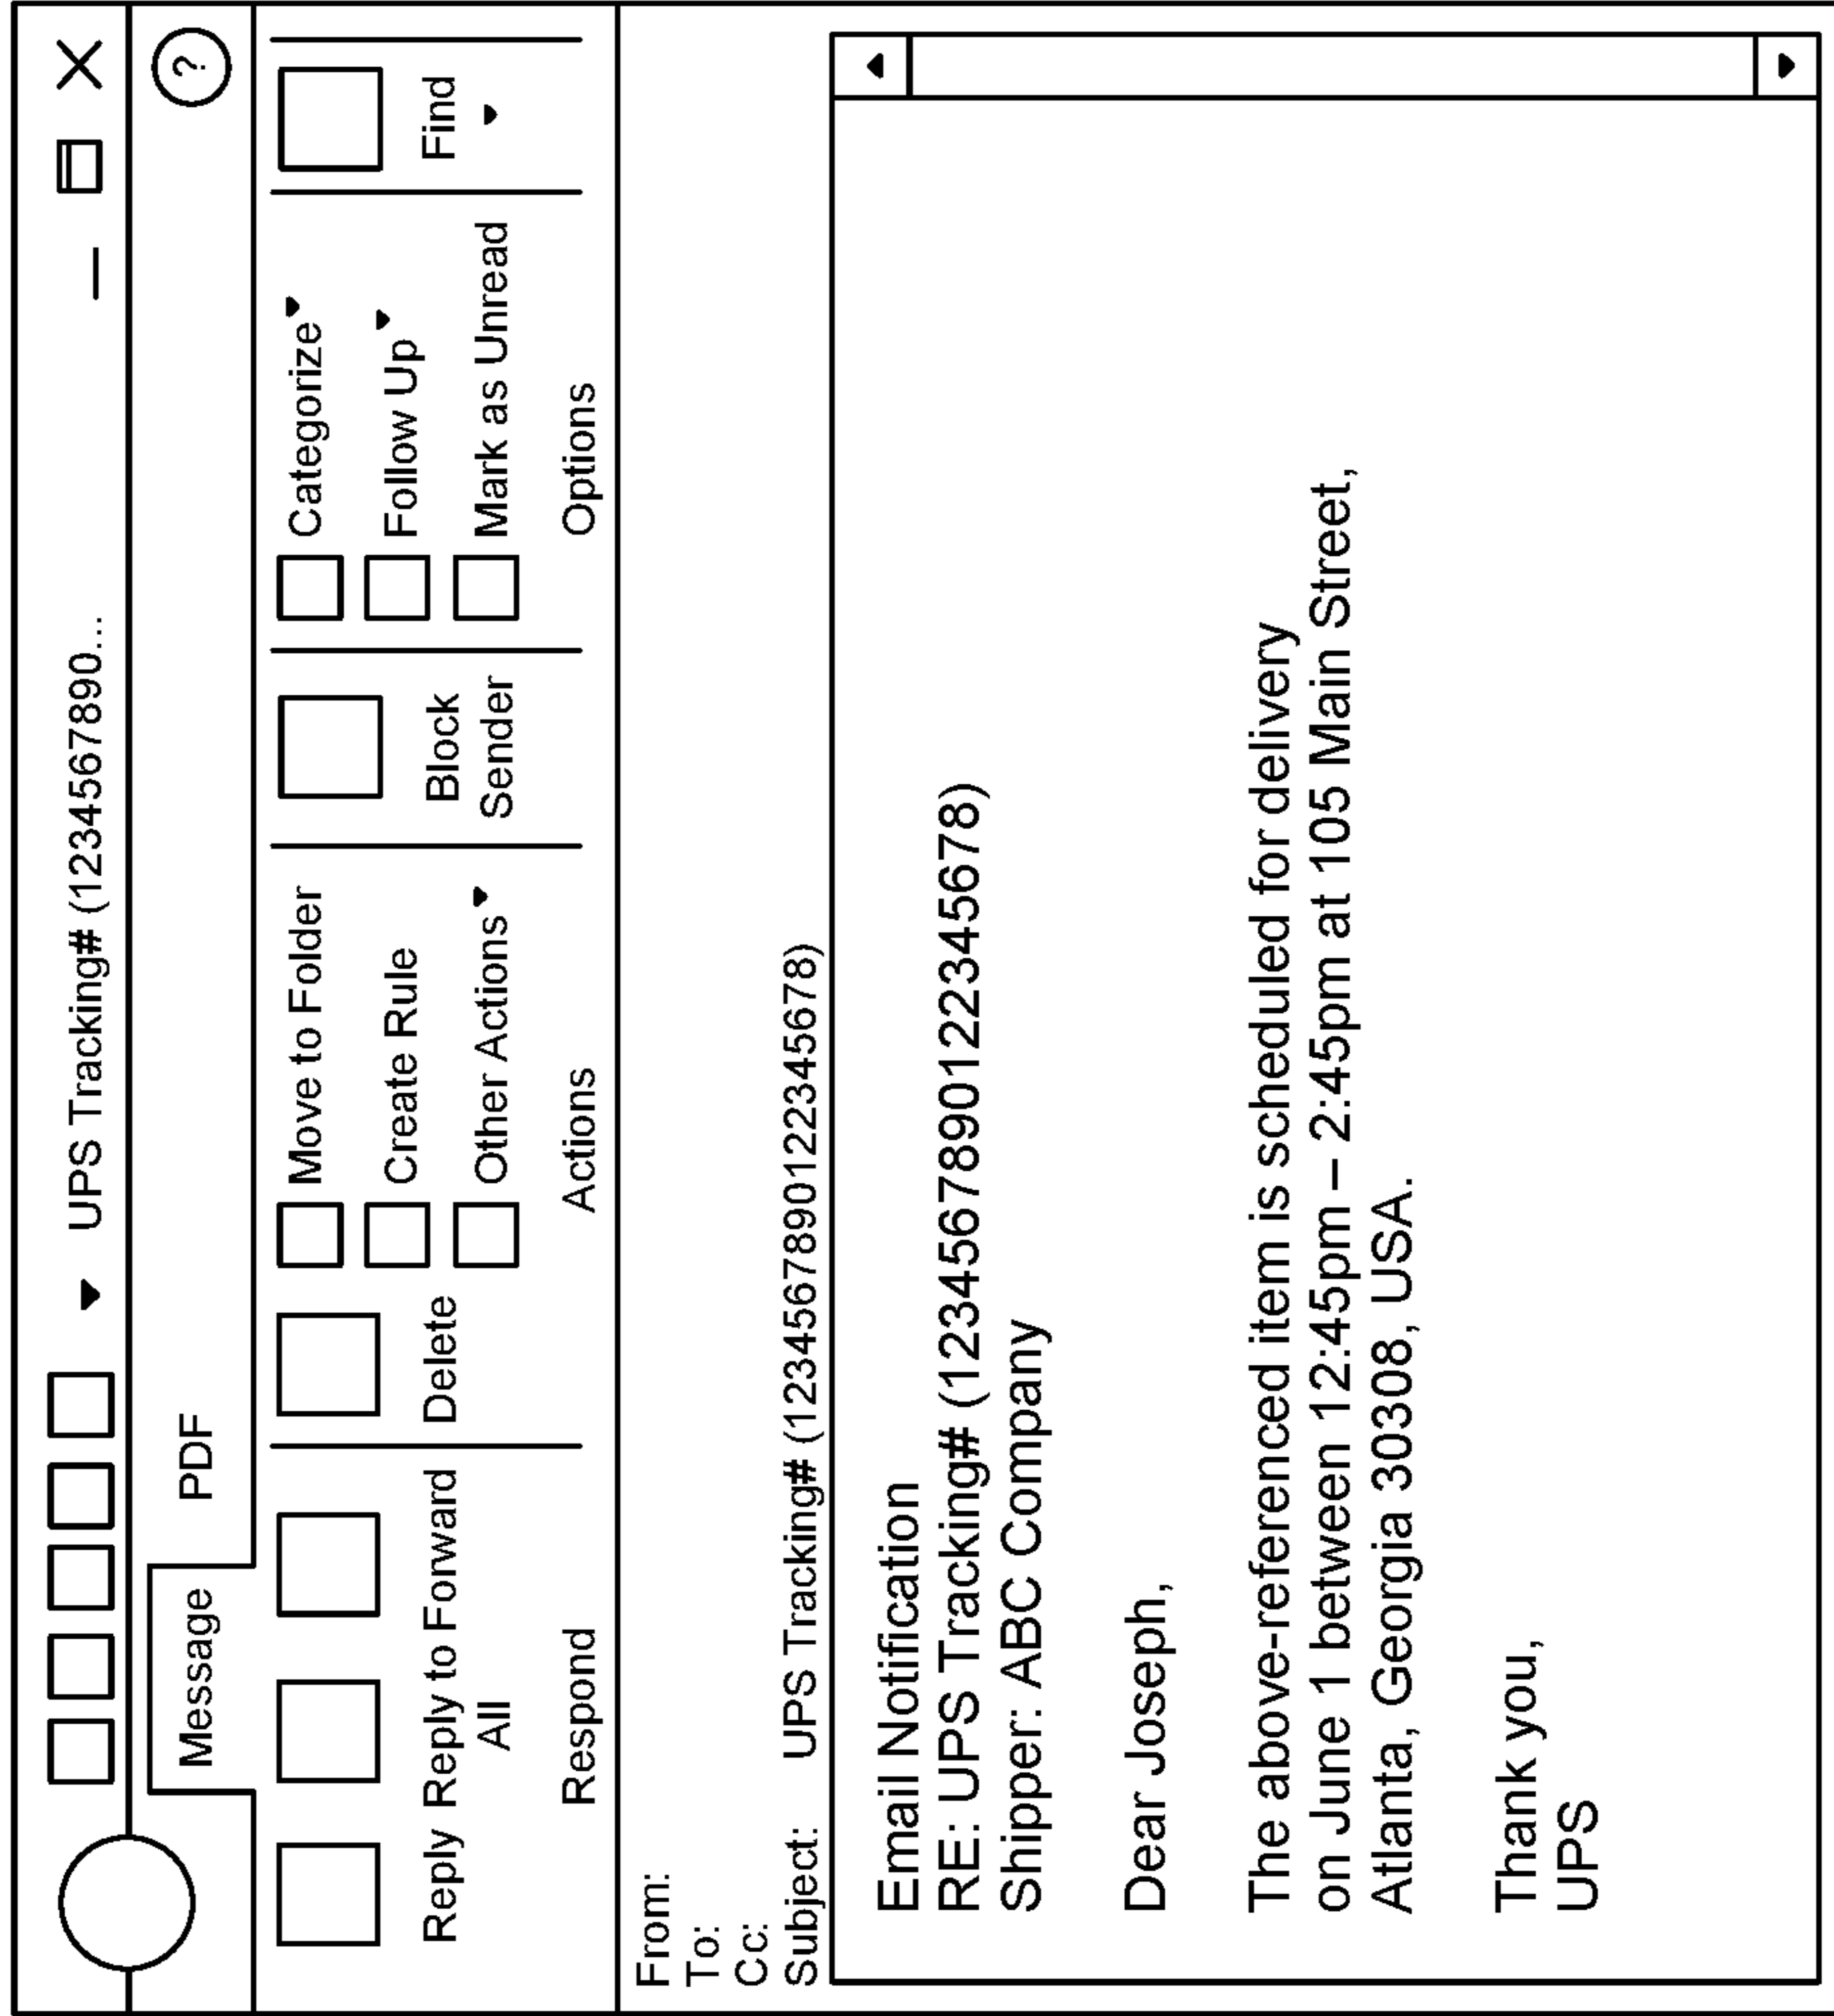 UPS Tracking# (1234567890...
Message PDF ?
Reply Reply to All Forward
Respond
Delete
Move to Folder
Create Rule
Other Actions
Actions
Block
Sender
Categorize
Follow Up
Mark as Unread
Options
Find
From:
To:
Cc:
Subject: UPS Tracking# (1234567890122345678)
Email Notification
RE: UPS Tracking# (1234567890122345678)
Shipper: ABC Company
Dear Joseph,
The above-referenced item is scheduled for delivery
on June 1 between 12:45pm – 2:45pm at 105 Main Street,
Atlanta, Georgia 30308, USA.
Thank you,
UPS